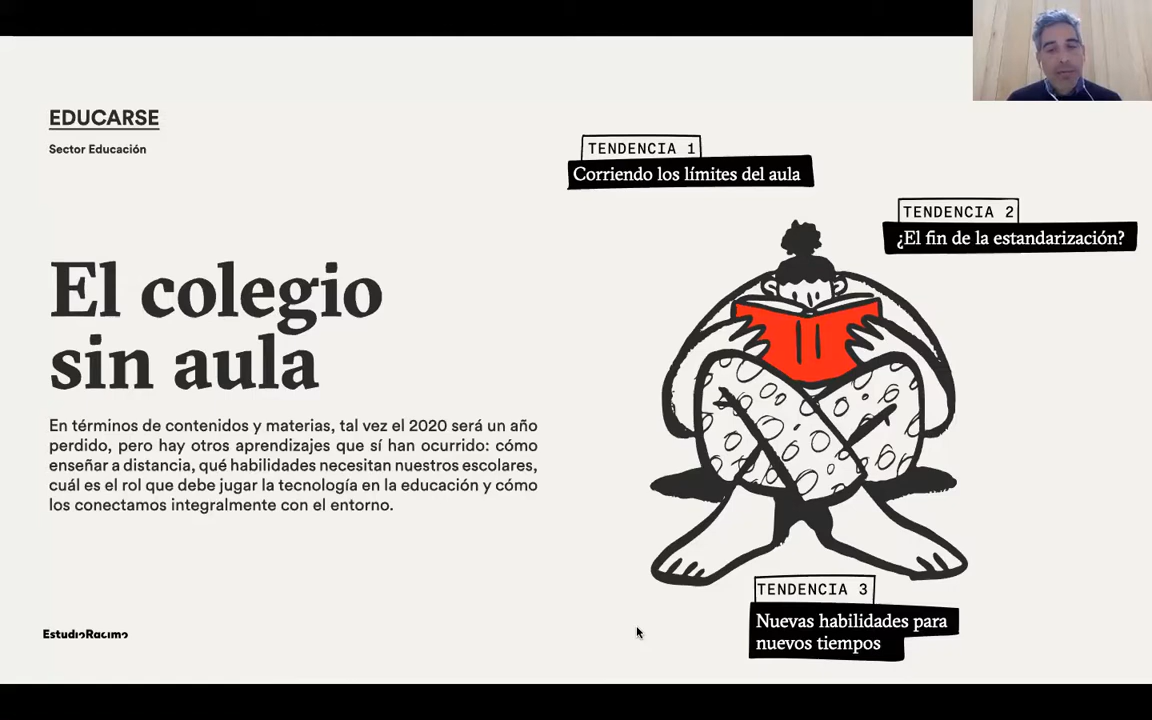 EDUCARSE
Sector Educación
El colegio
sin aula
En términos de contenidos y materias, tal vez el 2020 será un año
perdido, pero hay otros aprendizajes que sí han ocurrido: cómo
enseñar a distancia, qué habilidades necesitan nuestros escolares,
cuál es el rol que debe jugar la tecnología en la educación y cómo
los conectamos integralmente con el entorno.
TENDENCIA 1
Corriendo los límites del aula
TENDENCIA 2
¿El fin de la estandarización?
TENDENCIA 3
Nuevas habilidades para
nuevos tiempos
EstudioRacimo